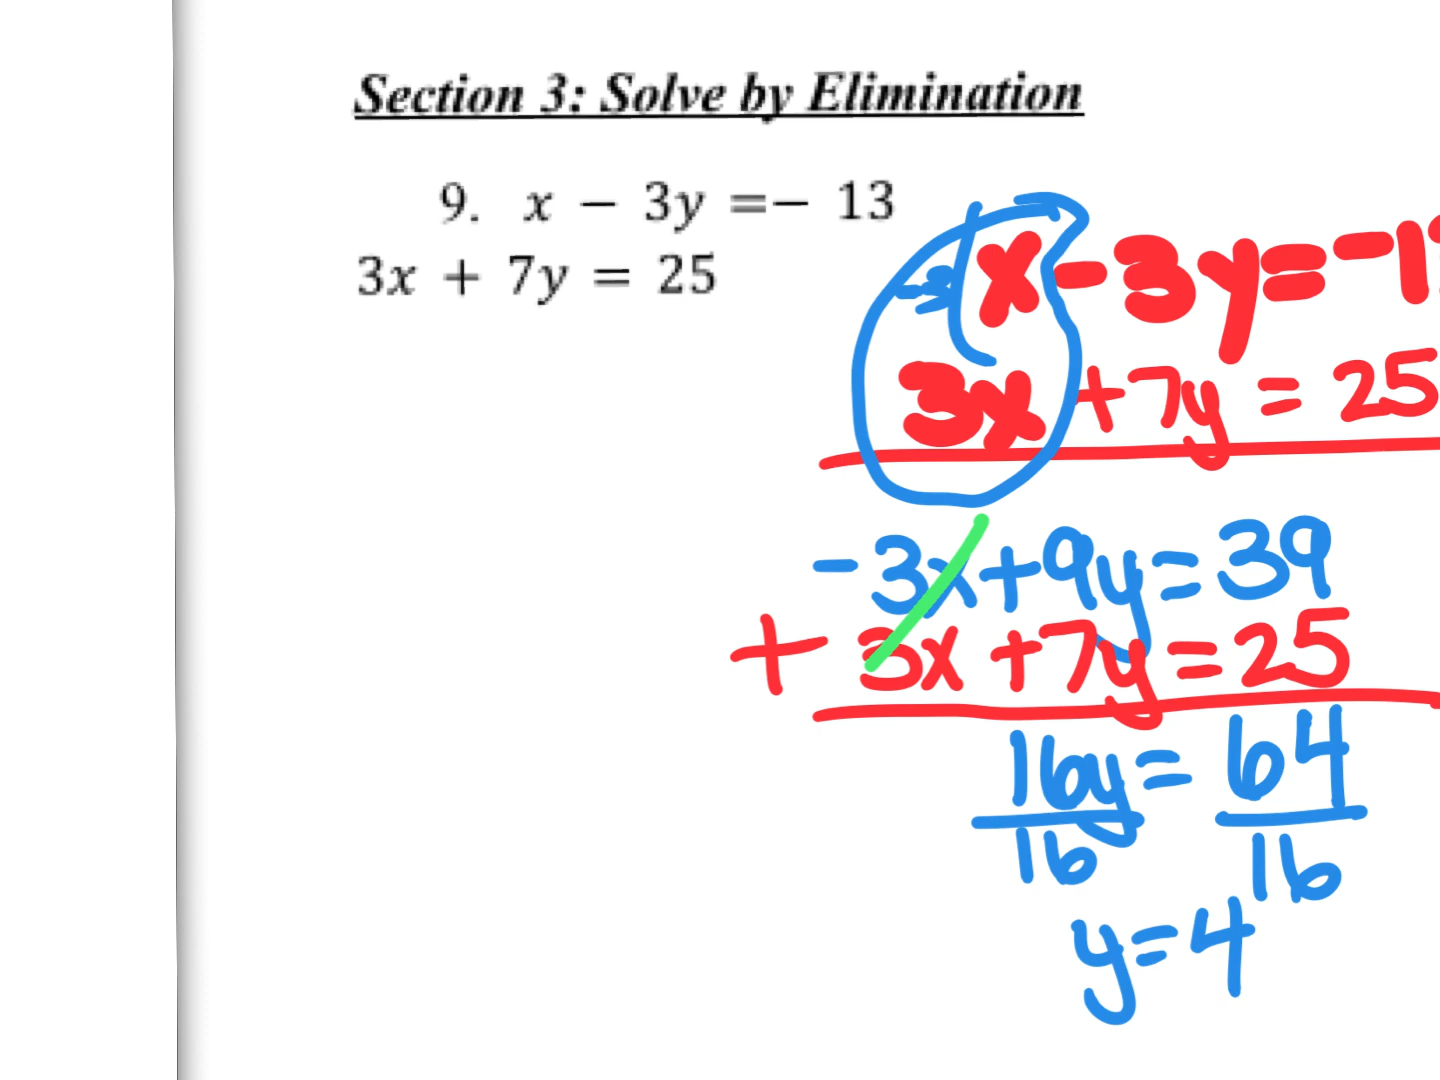 Section 3: Solve by Elimination
9. x − 3y =− 13
3x + 7y = 25
-3(x-3y=-1
3x+7y=25
-3x+9y=39
+ 3x+7y=25
16y=64
16 16
y=4